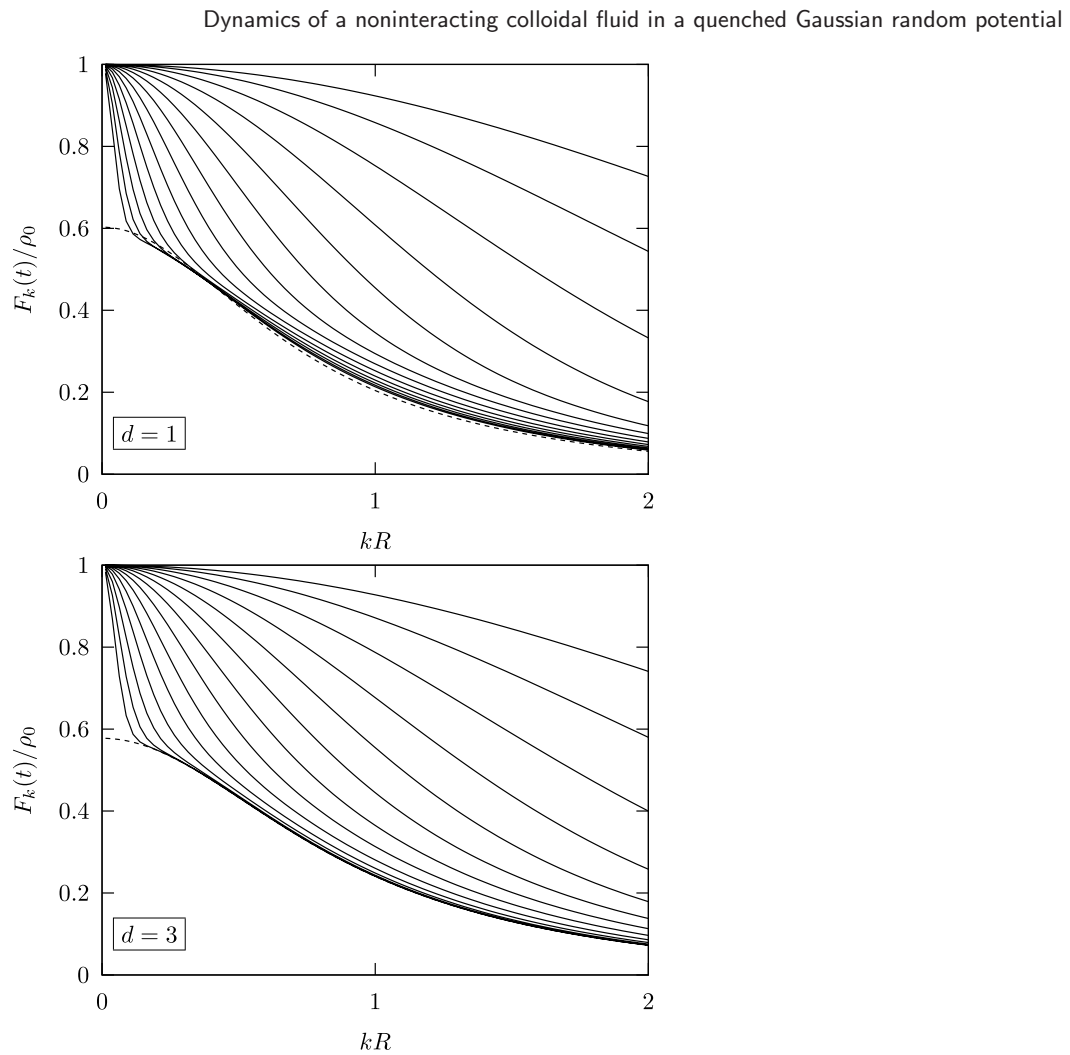 Dynamics of a noninteracting colloidal fluid in a quenched Gaussian random potential
1
0.8
0.6
0.4
0.2
0
F_k(t)/ρ_0
d = 1
0 1 2
kR
1
0.8
0.6
0.4
0.2
0
F_k(t)/ρ_0
d = 3
0 1 2
kR